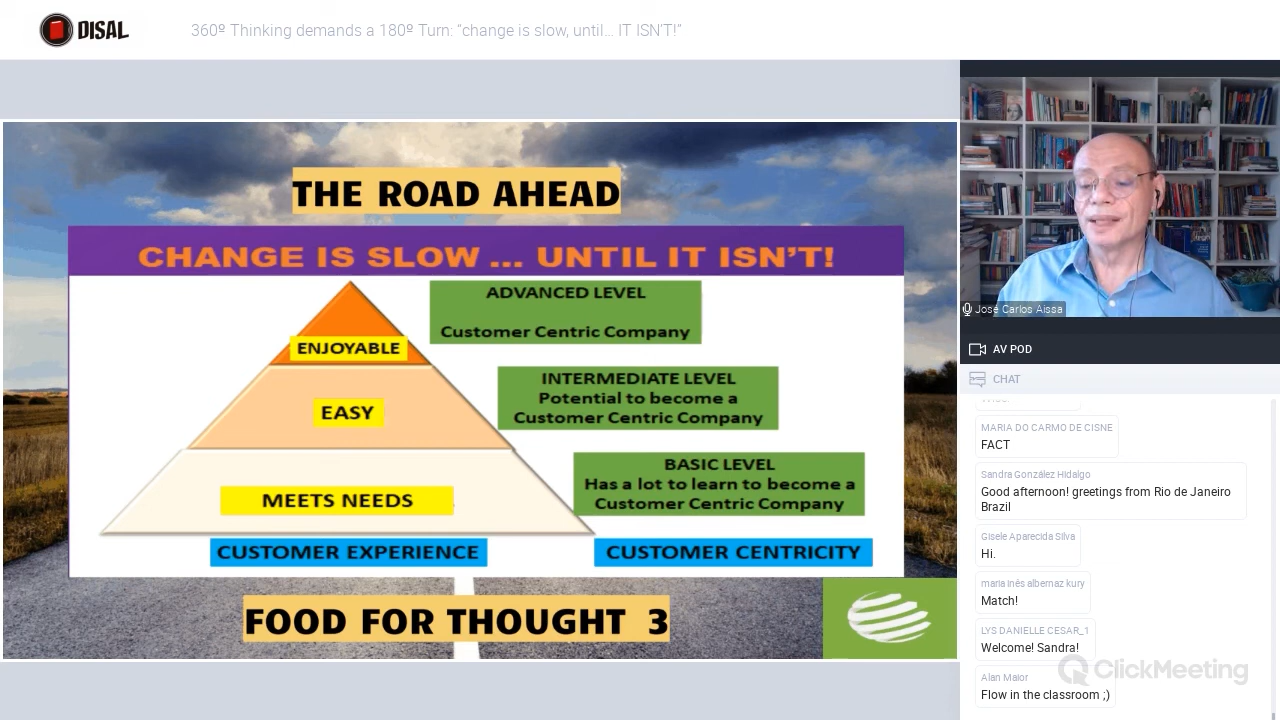 DISAL
360º Thinking demands a 180º Turn: “change is slow, until... IT ISN'T!”
THE ROAD AHEAD
CHANGE IS SLOW ... UNTIL IT ISN'T!
ENJOYABLE
ADVANCED LEVEL
Customer Centric Company
EASY
INTERMEDIATE LEVEL
Potential to become a
Customer Centric Company
MEETS NEEDS
BASIC LEVEL
Has a lot to learn to become a
Customer Centric Company
CUSTOMER EXPERIENCE
CUSTOMER CENTRICITY
FOOD FOR THOUGHT 3
José Carlos Aissa
AV POD
CHAT
MARIA DO CARMO DE CISNE
FACT
Sandra González Hidalgo
Good afternoon! greetings from Rio de Janeiro
Brazil
Gisele Aparecida Silva
Hi.
maria inês albernaz kury
Match!
LYS DANIELLE CESAR_1
Welcome! Sandra!
Alan Maior
Flow in the classroom ;)
ClickMeeting